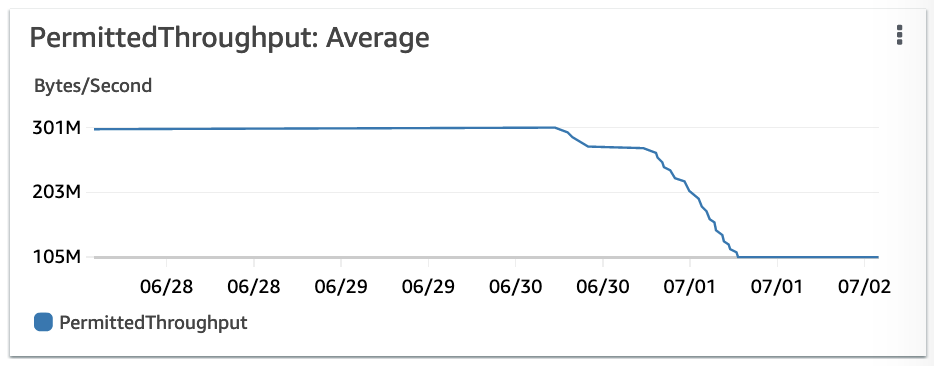 PermittedThroughput: Average
Bytes/Second
301M
203M
105M
06/28 06/28 06/29 06/29 06/30 06/30 07/01 07/01 07/02
PermittedThroughput